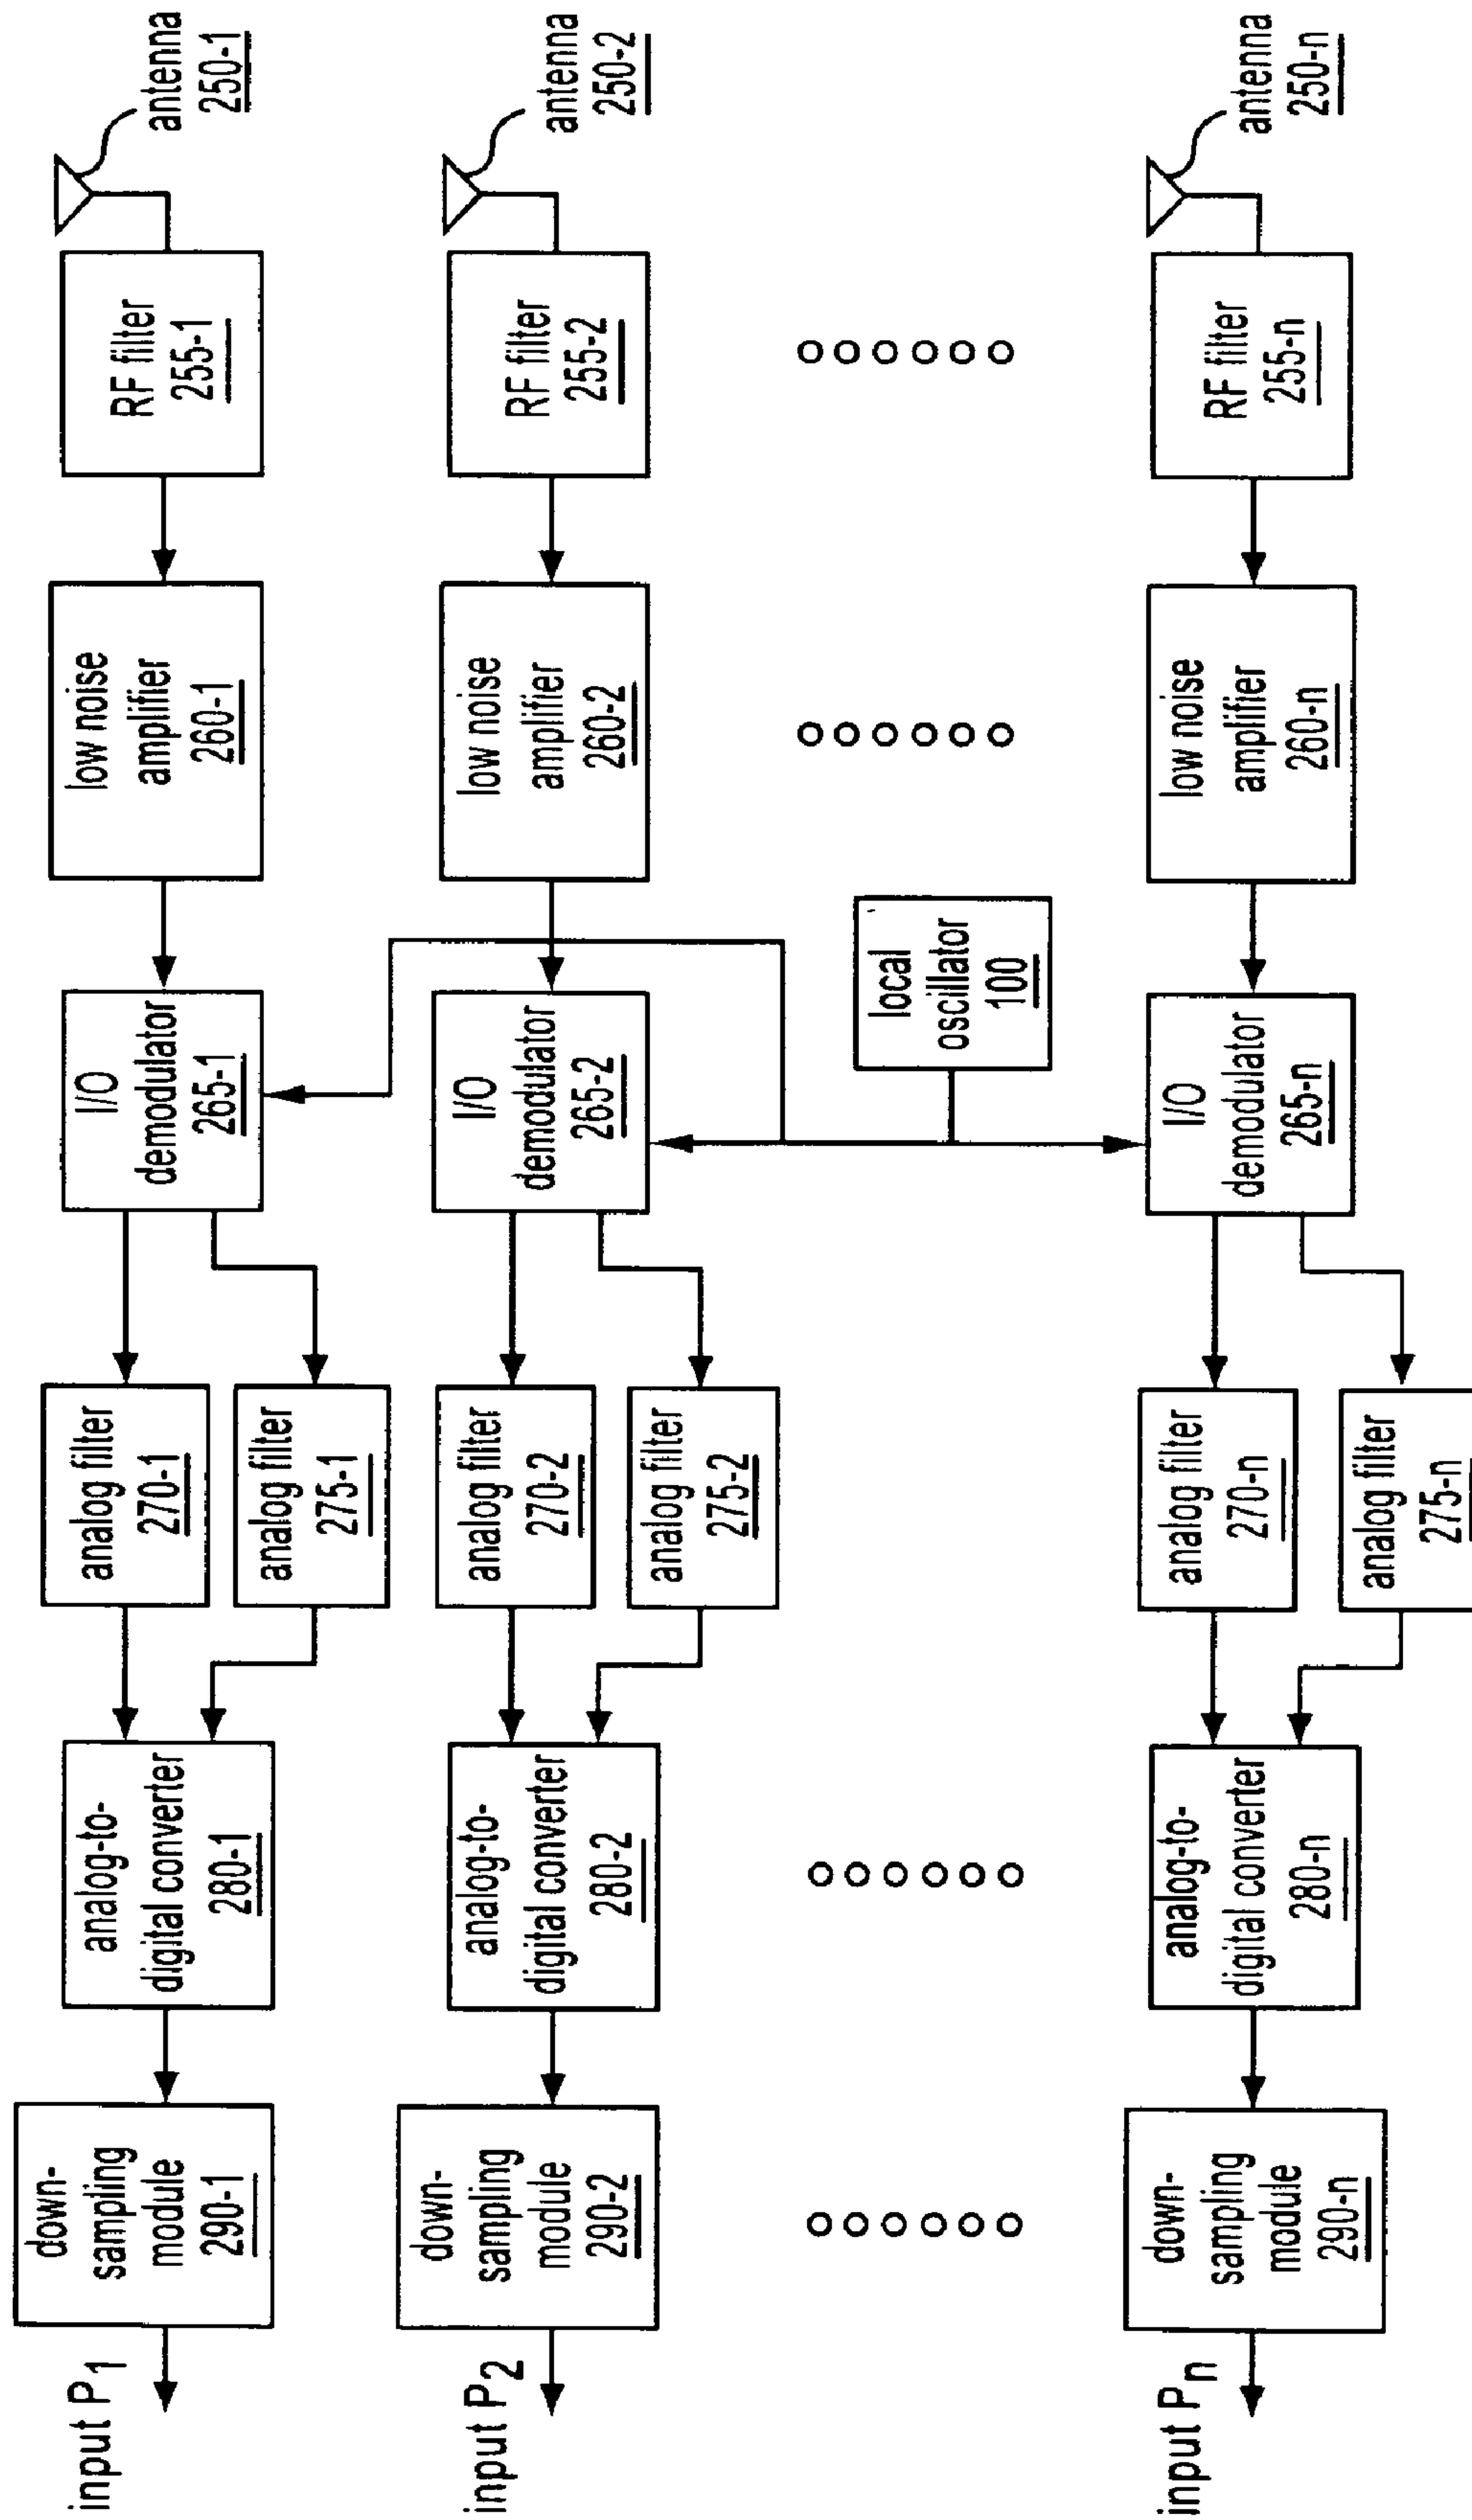 input P1
down-
sampling
module
290-1
analog-to-
digital converter
280-1
analog filter
270-1
analog filter
275-1
I/O
demodulator
265-1
low noise
amplifier
260-1
RF filter
255-1
antenna
250-1
input P2
down-
sampling
module
290-2
analog-to-
digital converter
280-2
analog filter
270-2
analog filter
275-2
I/O
demodulator
265-2
low noise
amplifier
260-2
RF filter
255-2
antenna
250-2
local
oscillator
100
input Pn
down-
sampling
module
290-n
analog-to-
digital converter
280-n
analog filter
270-n
analog filter
275-n
I/O
demodulator
265-n
low noise
amplifier
260-n
RF filter
255-n
antenna
250-n